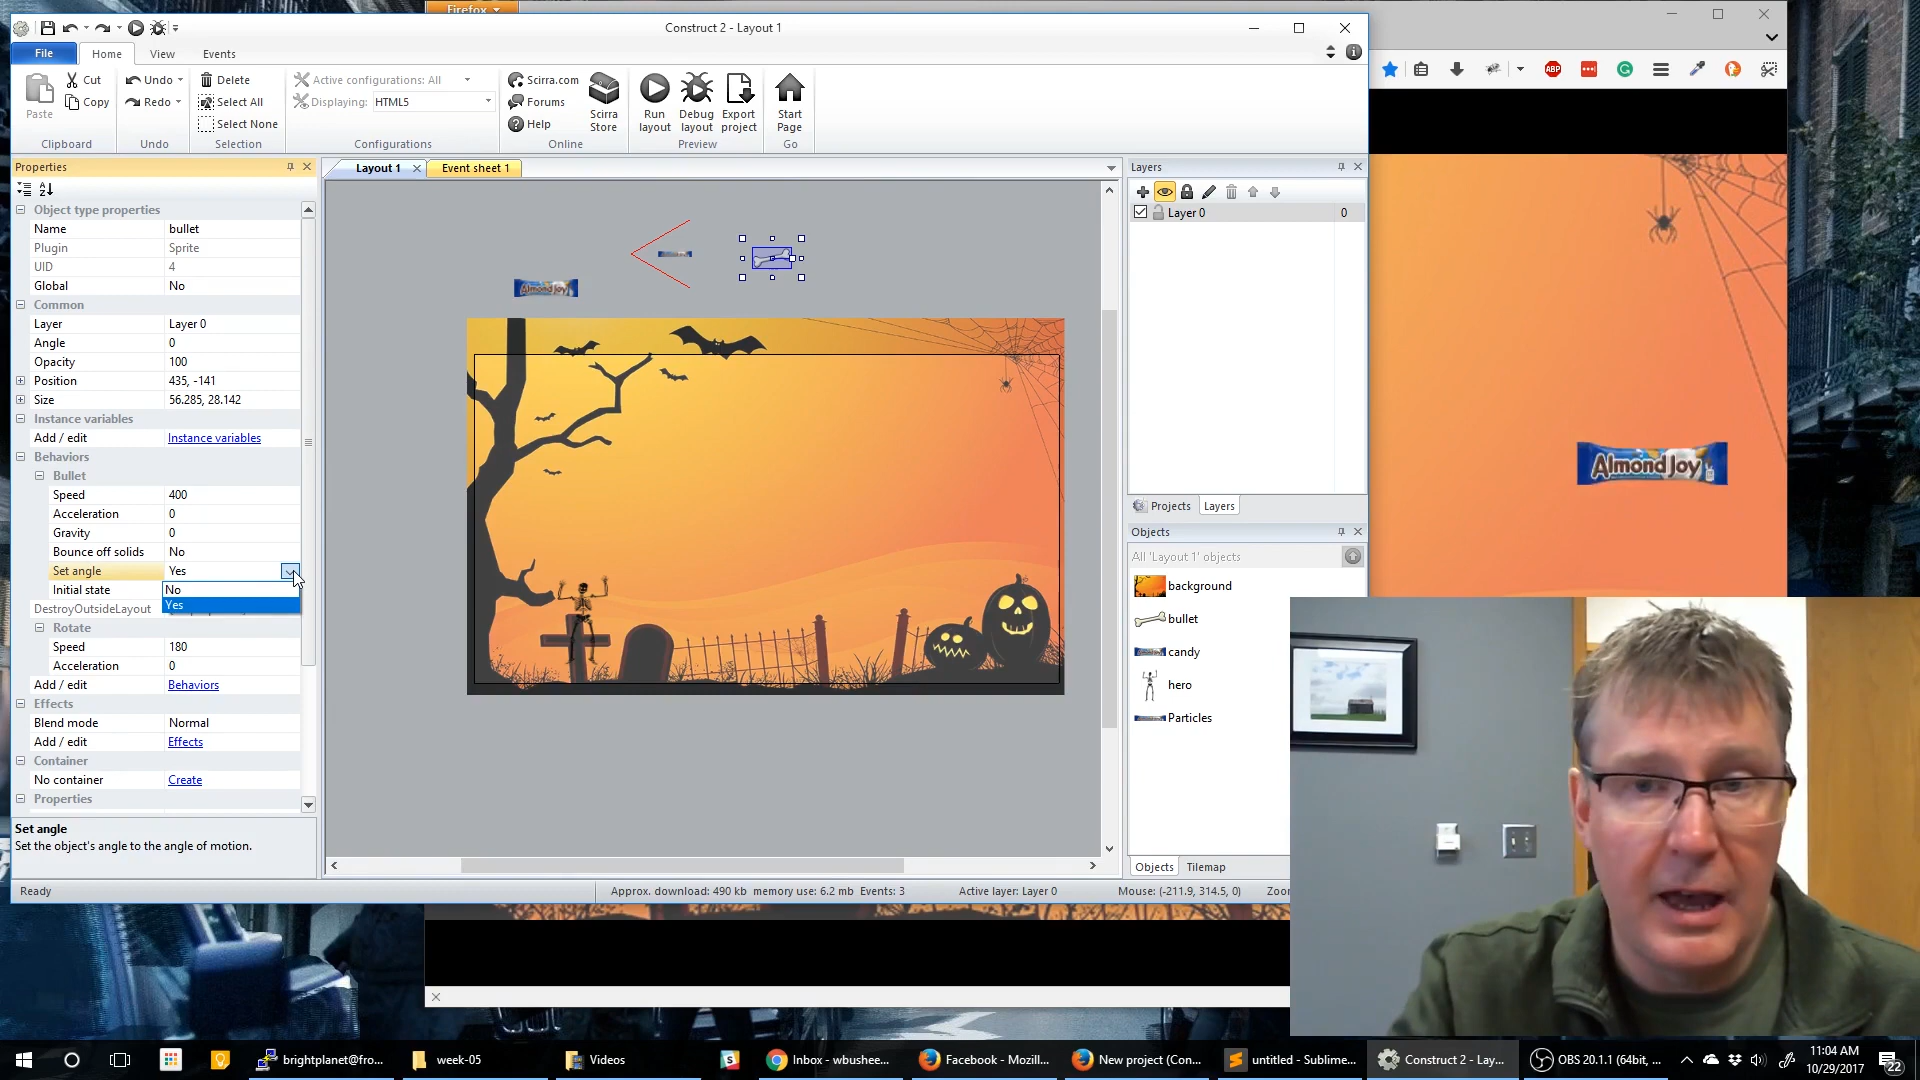 Firefox
Construct 2 - Layout 1
File
Home
View
Events
Paste
Cut
Copy
Clipboard
Undo
Redo
Undo
Delete
Select All
Select None
Selection
Active configurations: All
Displaying:
HTML5
Configurations
Scirra.com
Forums
Help
Scirra Store
Online
Run layout
Debug layout
Export project
Preview
Start Page
Go
ABP
Properties
Object type properties
Name bullet
Plugin Sprite
UID 4
Global No
Common
Layer Layer 0
Angle 0
Opacity 100
Position 435, -141
Size 56.285, 28.142
Instance variables
Add / edit Instance variables
Behaviors
Bullet
Speed 400
Acceleration 0
Gravity 0
Bounce off solids No
Set angle Yes
Initial state No
Yes
DestroyOutsideLayout
Rotate
Speed 180
Acceleration 0
Add / edit Behaviors
Effects
Blend mode Normal
Add / edit Effects
Container
No container Create
Properties
Set angle
Set the object's angle to the angle of motion.
Ready
Layout 1
Event sheet 1
Almond Joy
Layers
Layer 0 0
Projects
Layers
Objects
All 'Layout 1' objects
background
bullet
candy
hero
Particles
Objects
Tilemap
Almond Joy
Approx. download: 490 kb memory use: 6.2 mb Events: 3
Active layer: Layer 0
Mouse: (-211.9, 314.5, 0)
brightplanet@fro...
week-05
Videos
Inbox - wbushee...
Facebook - Mozill...
New project (Con...
untitled - Sublime...
Construct 2 - Lay...
OBS 20.1.1 (64bit, ...
11:04 AM
10/29/2017
22